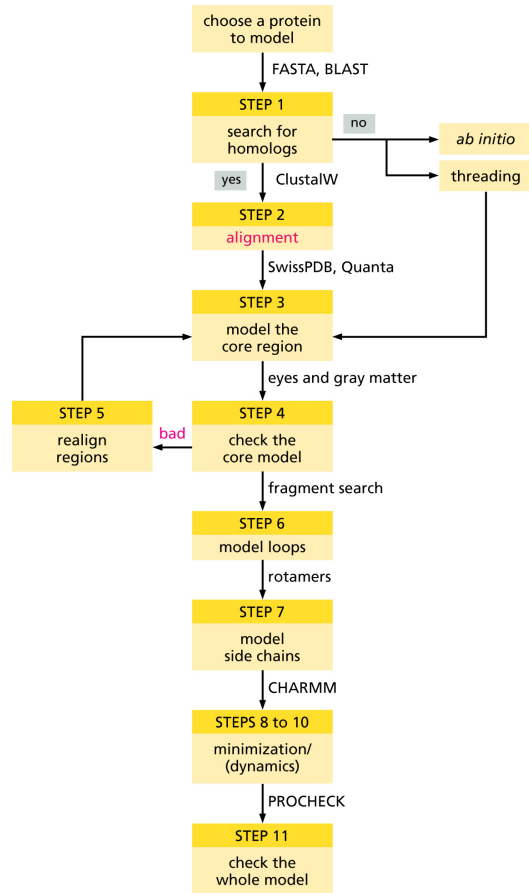 choose a protein
to model
FASTA, BLAST
STEP 1
search for
homologs
no
ab initio
threading
yes
ClustalW
STEP 2
alignment
SwissPDB, Quanta
STEP 3
model the
core region
eyes and gray matter
STEP 5
realign
regions
bad
STEP 4
check the
core model
fragment search
STEP 6
model loops
rotamers
STEP 7
model
side chains
CHARMM
STEPS 8 to 10
minimization/
(dynamics)
PROCHECK
STEP 11
check the
whole model